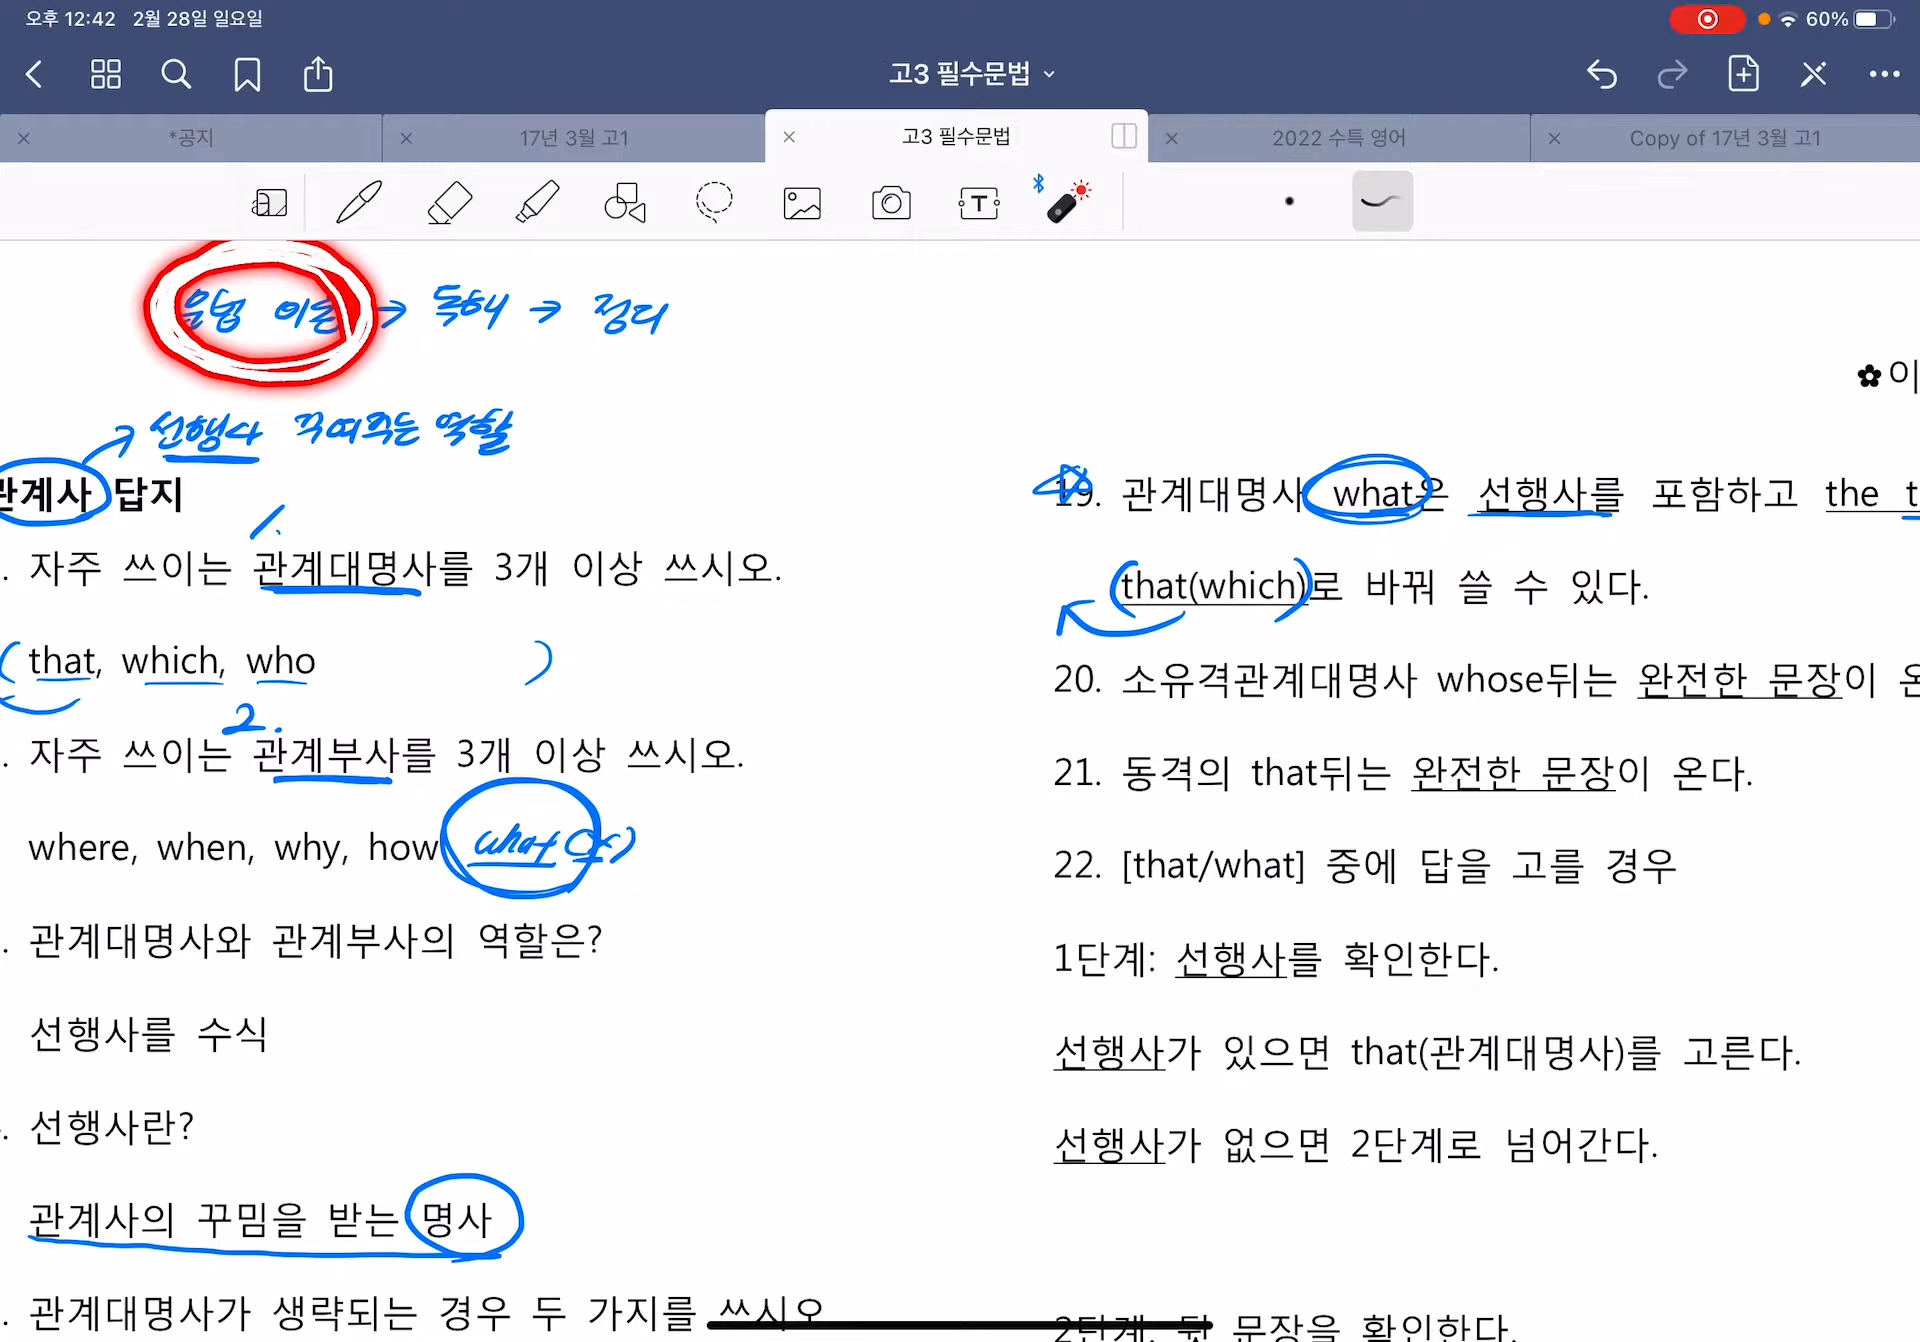 오후 12:42 2월 28일 일요일
60%
고3 필수문법
*공지
17년 3월 고1
고3 필수문법
2022 수특 영어
Copy of 17년 3월 고1
→ 독해 → 정리
선행사 꾸며주는 역할
관계사 답지
1.
. 자주 쓰이는 관계대명사를 3개 이상 쓰시오.
(that, which, who )
2.
. 자주 쓰이는 관계부사를 3개 이상 쓰시오.
where, when, why, how what (x)
. 관계대명사와 관계부사의 역할은?
선행사를 수식
. 선행사란?
관계사의 꾸밈을 받는 명사
. 관계대명사가 생략되는 경우 두 가지를 쓰시오
✿이
19. 관계대명사 what은 선행사를 포함하고 the t
that(which)로 바꿔 쓸 수 있다.
20. 소유격관계대명사 whose뒤는 완전한 문장이 온
21. 동격의 that뒤는 완전한 문장이 온다.
22. [that/what] 중에 답을 고를 경우
1단계: 선행사를 확인한다.
선행사가 있으면 that(관계대명사)를 고른다.
선행사가 없으면 2단계로 넘어간다.
2단계: 뒷 문장을 확인한다.